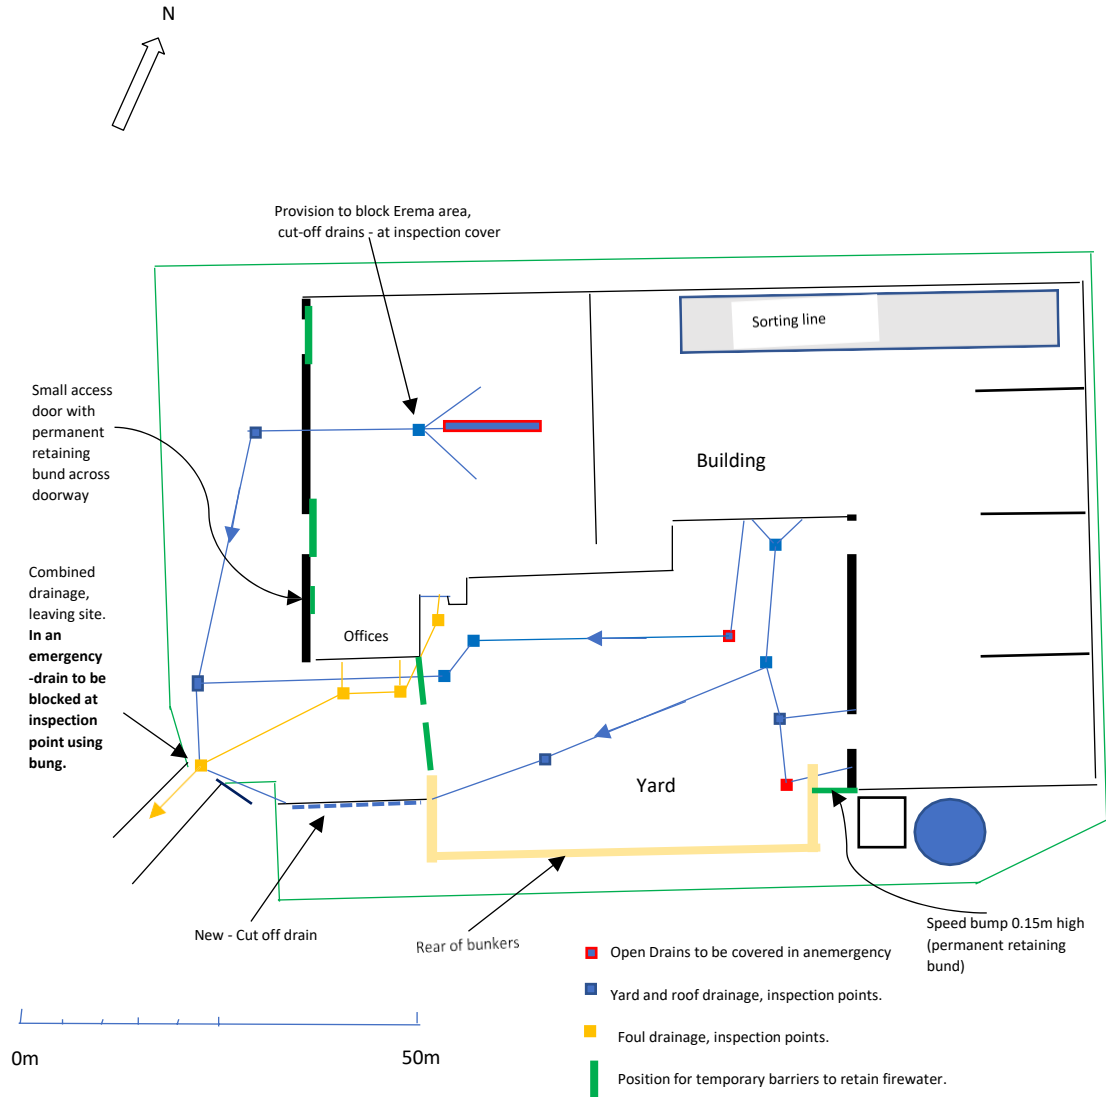 N
Provision to block Erema area,
cut-off drains - at inspection cover
Sorting line
Small access
door with
permanent
retaining
bund across
doorway
Building
Combined
drainage,
leaving site.
In an
emergency
-drain to be
blocked at
inspection
point using
bung.
Offices
Yard
New - Cut off drain
Rear of bunkers
Speed bump 0.15m high
(permanent retaining
bund)
Open Drains to be covered in anemergency
Yard and roof drainage, inspection points.
Foul drainage, inspection points.
Position for temporary barriers to retain firewater.
0m
50m